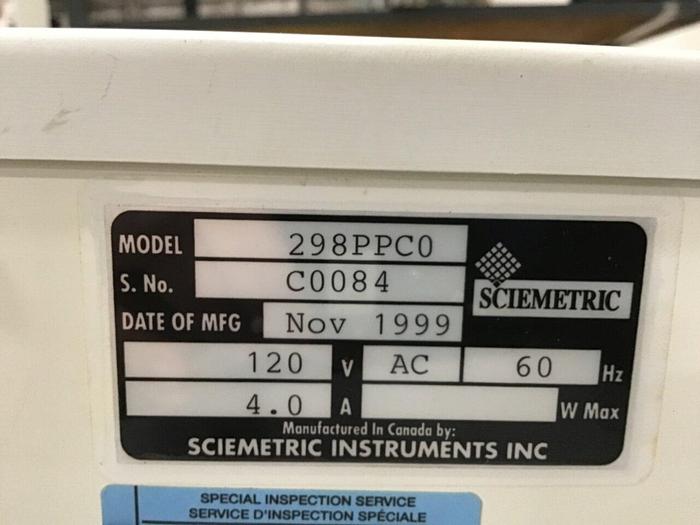 MODEL 298PPC0
S. No. C0084
SCIEMETRIC
DATE OF MFG Nov 1999
120 V AC 60 Hz
4.0 A W Max
Manufactured In Canada by:
SCIEMETRIC INSTRUMENTS INC
SPECIAL INSPECTION SERVICE
SERVICE D'INSPECTION SPÉCIALE